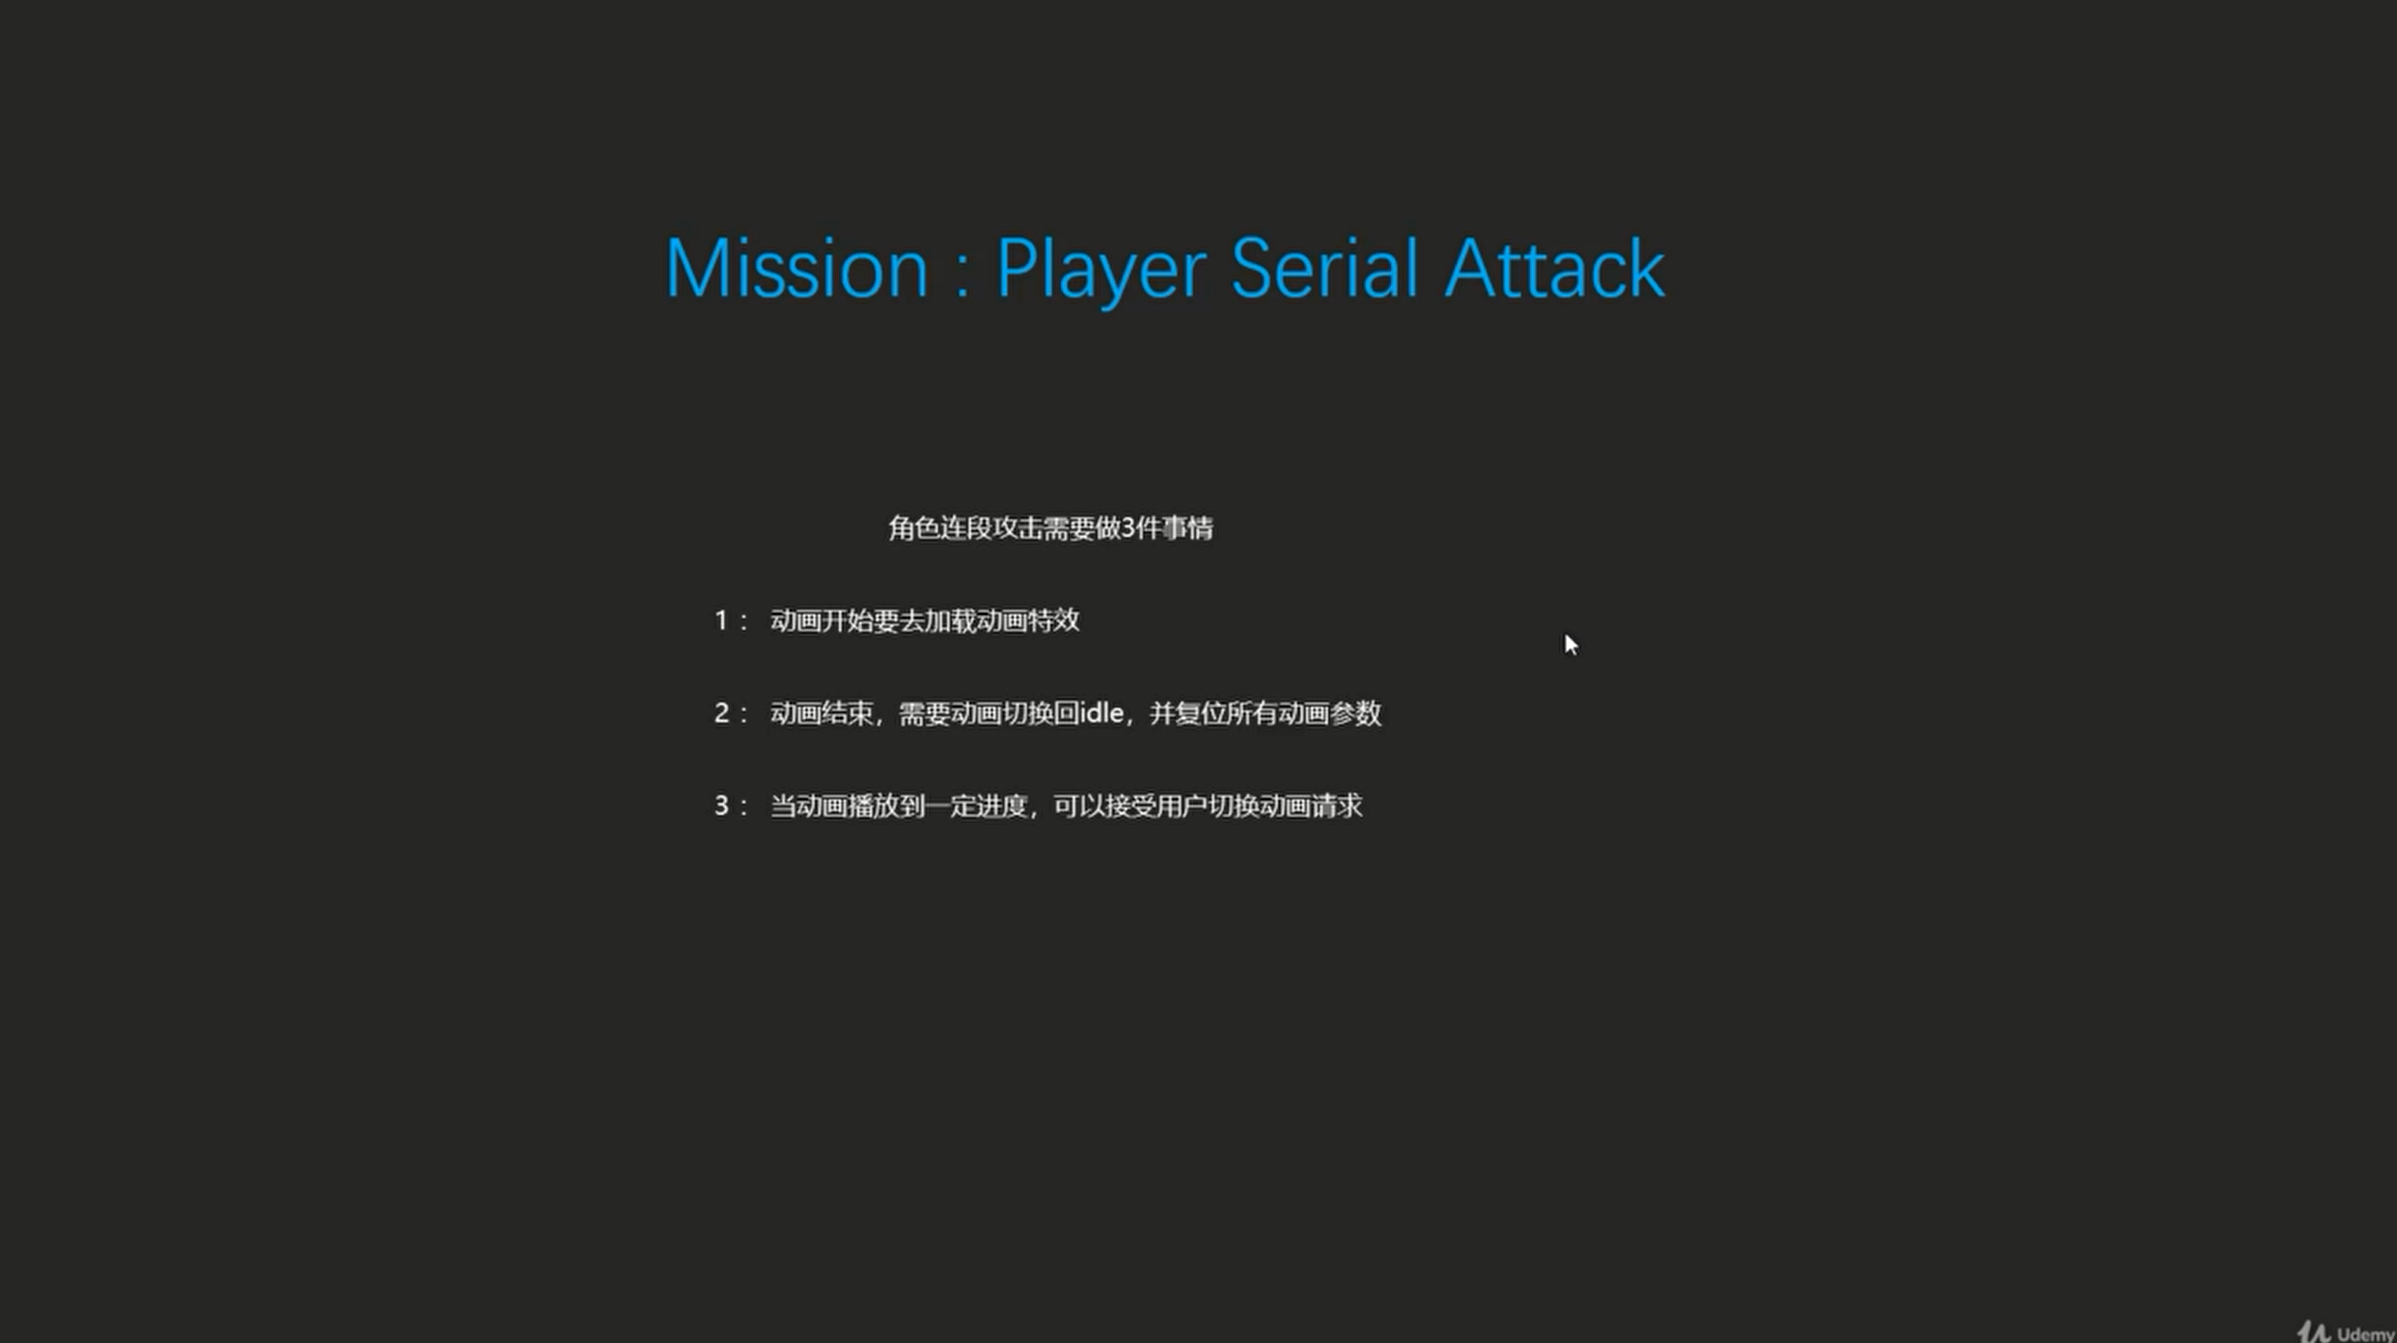 Mission : Player Serial Attack
角色连段攻击需要做3件事情
1： 动画开始要去加载动画特效
2： 动画结束，需要动画切换回idle，并复位所有动画参数
3： 当动画播放到一定进度，可以接受用户切换动画请求
Udemy